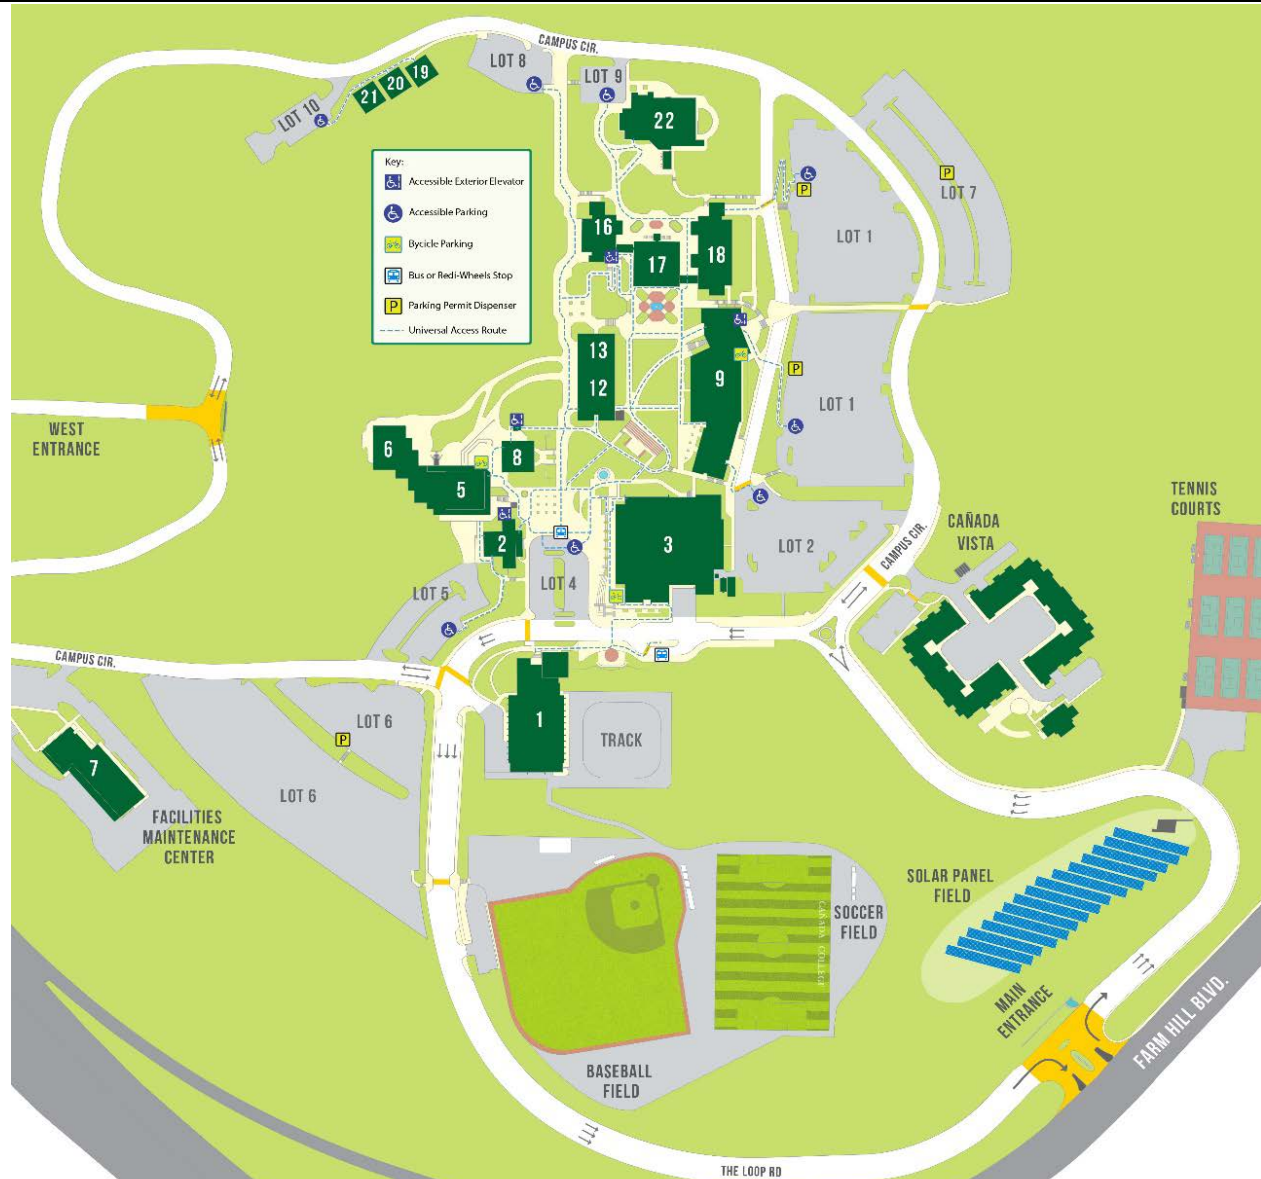 CAMPUS CIR.
LOT 8
LOT 9
19
20
21
LOT 10
22
Key:
Accessible Exterior Elevator
Accessible Parking
Bycicle Parking
Bus or Redi-Wheels Stop
P
Parking Permit Dispenser
Universal Access Route
P
LOT 7
P
LOT 1
16
17
18
13
12
9
P
LOT 1
WEST
ENTRANCE
6
8
5
TENNIS
COURTS
CAÑADA
VISTA
2
3
LOT 2
CAMPUS CIR.
LOT 4
LOT 5
CAMPUS CIR.
LOT 6
P
1
TRACK
7
LOT 6
FACILITIES
MAINTENANCE
CENTER
SOLAR PANEL
FIELD
CAÑADA COLLEGE
SOCCER
FIELD
MAIN
ENTRANCE
FARM HILL BLVD.
BASEBALL
FIELD
THE LOOP RD